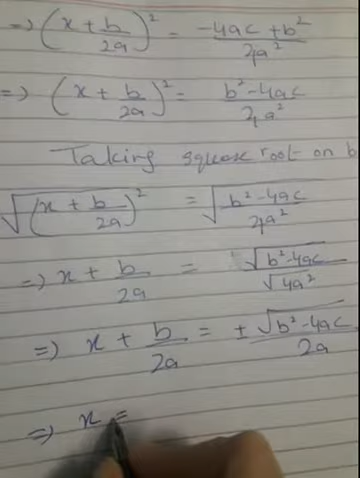 ⇒ (x + b/2a)² = -4ac + b²/4a²
⇒ (x + b/2a)² = b² - 4ac/4a²
Taking square root on b
√(x + b/2a)² = √b² - 4ac/4a²
⇒ x + b/2a = √b² - 4ac/√4a²
⇒ x + b/2a = ± √b² - 4ac/2a
⇒ x =